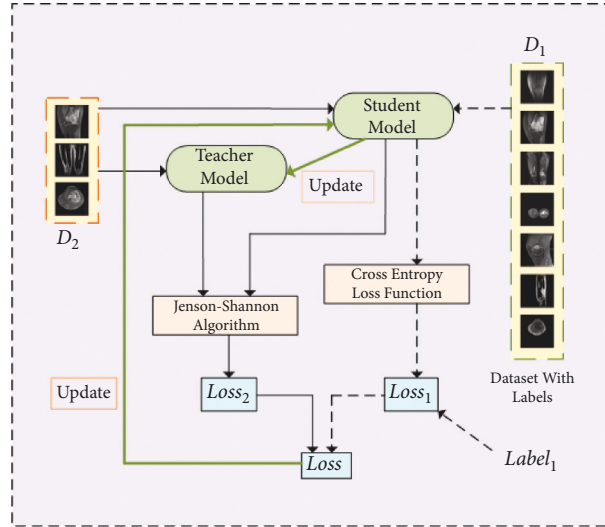 D1
Student
Model
Teacher
Model
Update
D2
Cross Entropy
Loss Function
Jenson-Shannon
Algorithm
Update
Loss2
Loss1
Dataset With
Labels
Loss
Label1